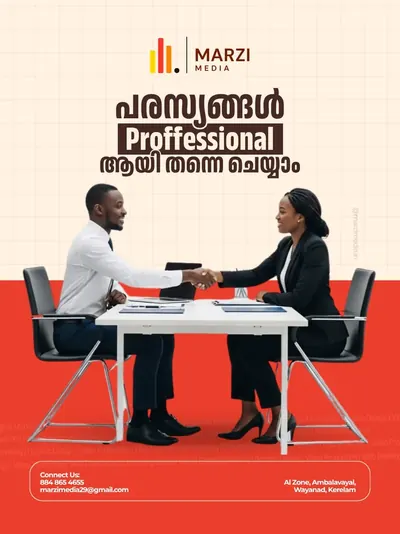 MARZI
MEDIA
പരസ്യങ്ങൾ
Proffessional
ആയി തന്നെ ചെയ്യാം
Connect Us:
884 865 4655
marzimedia29@gmail.com
AI Zone, Ambalavayal,
Wayanad, Kerelam